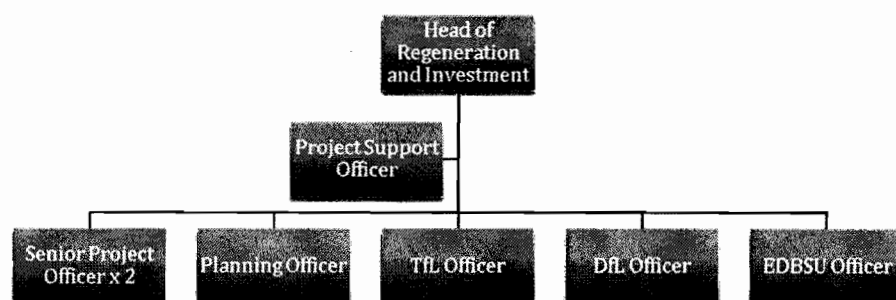 Head of
Regeneration
and Investment
Project Support
Officer
Senior Project
Officer x 2
Planning Officer
TfL Officer
DfL Officer
EDBSU Officer